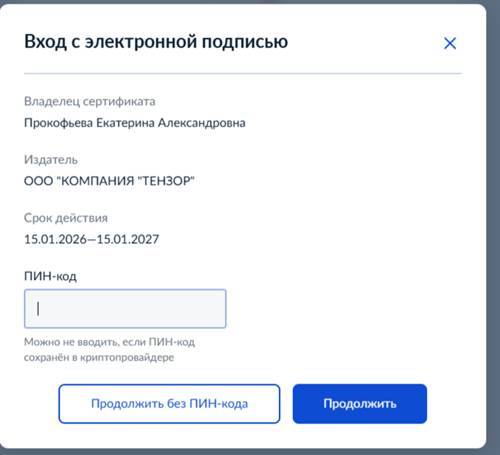 Вход с электронной подписью
Владелец сертификата
Прокофьева Екатерина Александровна
Издатель
ООО "КОМПАНИЯ "ТЕНЗОР"
Срок действия
15.01.2026—15.01.2027
ПИН-код
Можно не вводить, если ПИН-код
сохранён в криптопровайдере
Продолжить без ПИН-кода
Продолжить